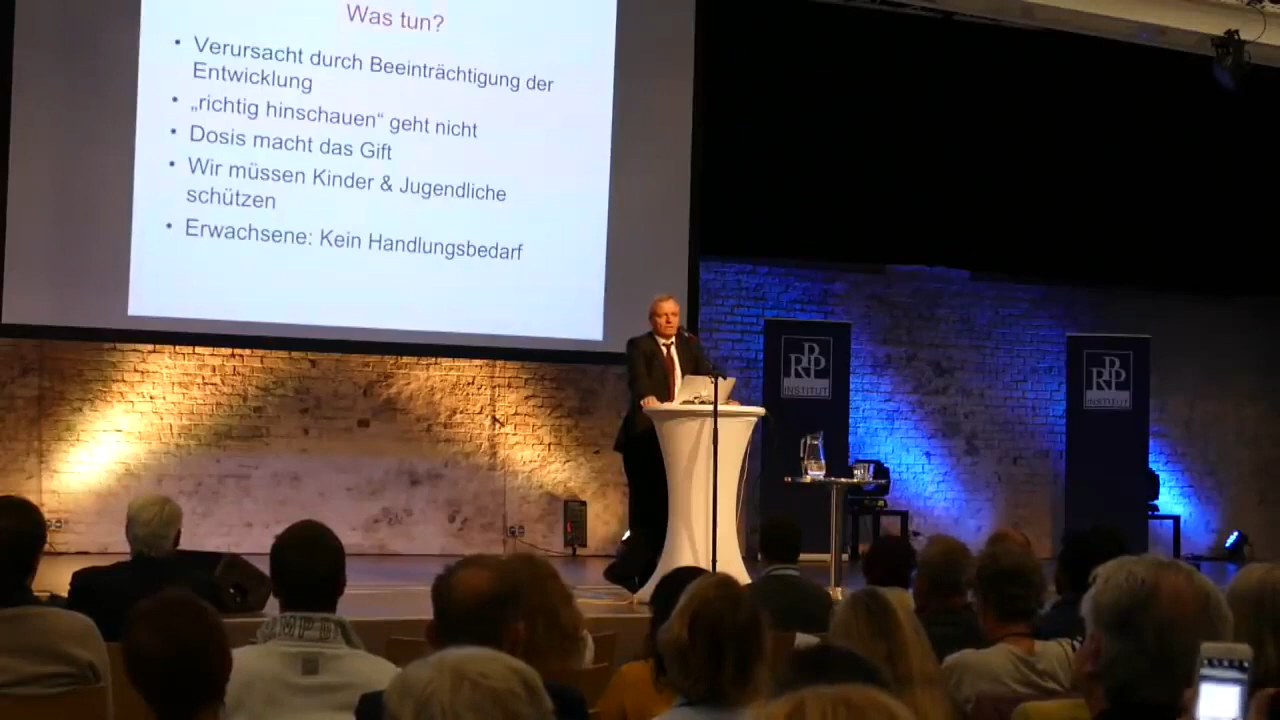 Was tun?
• Verursacht durch Beeinträchtigung der
Entwicklung
• „richtig hinschauen“ geht nicht
• Dosis macht das Gift
• Wir müssen Kinder & Jugendliche
schützen
• Erwachsene: Kein Handlungsbedarf
RPP
INSTITUT
RPP
INSTITUT